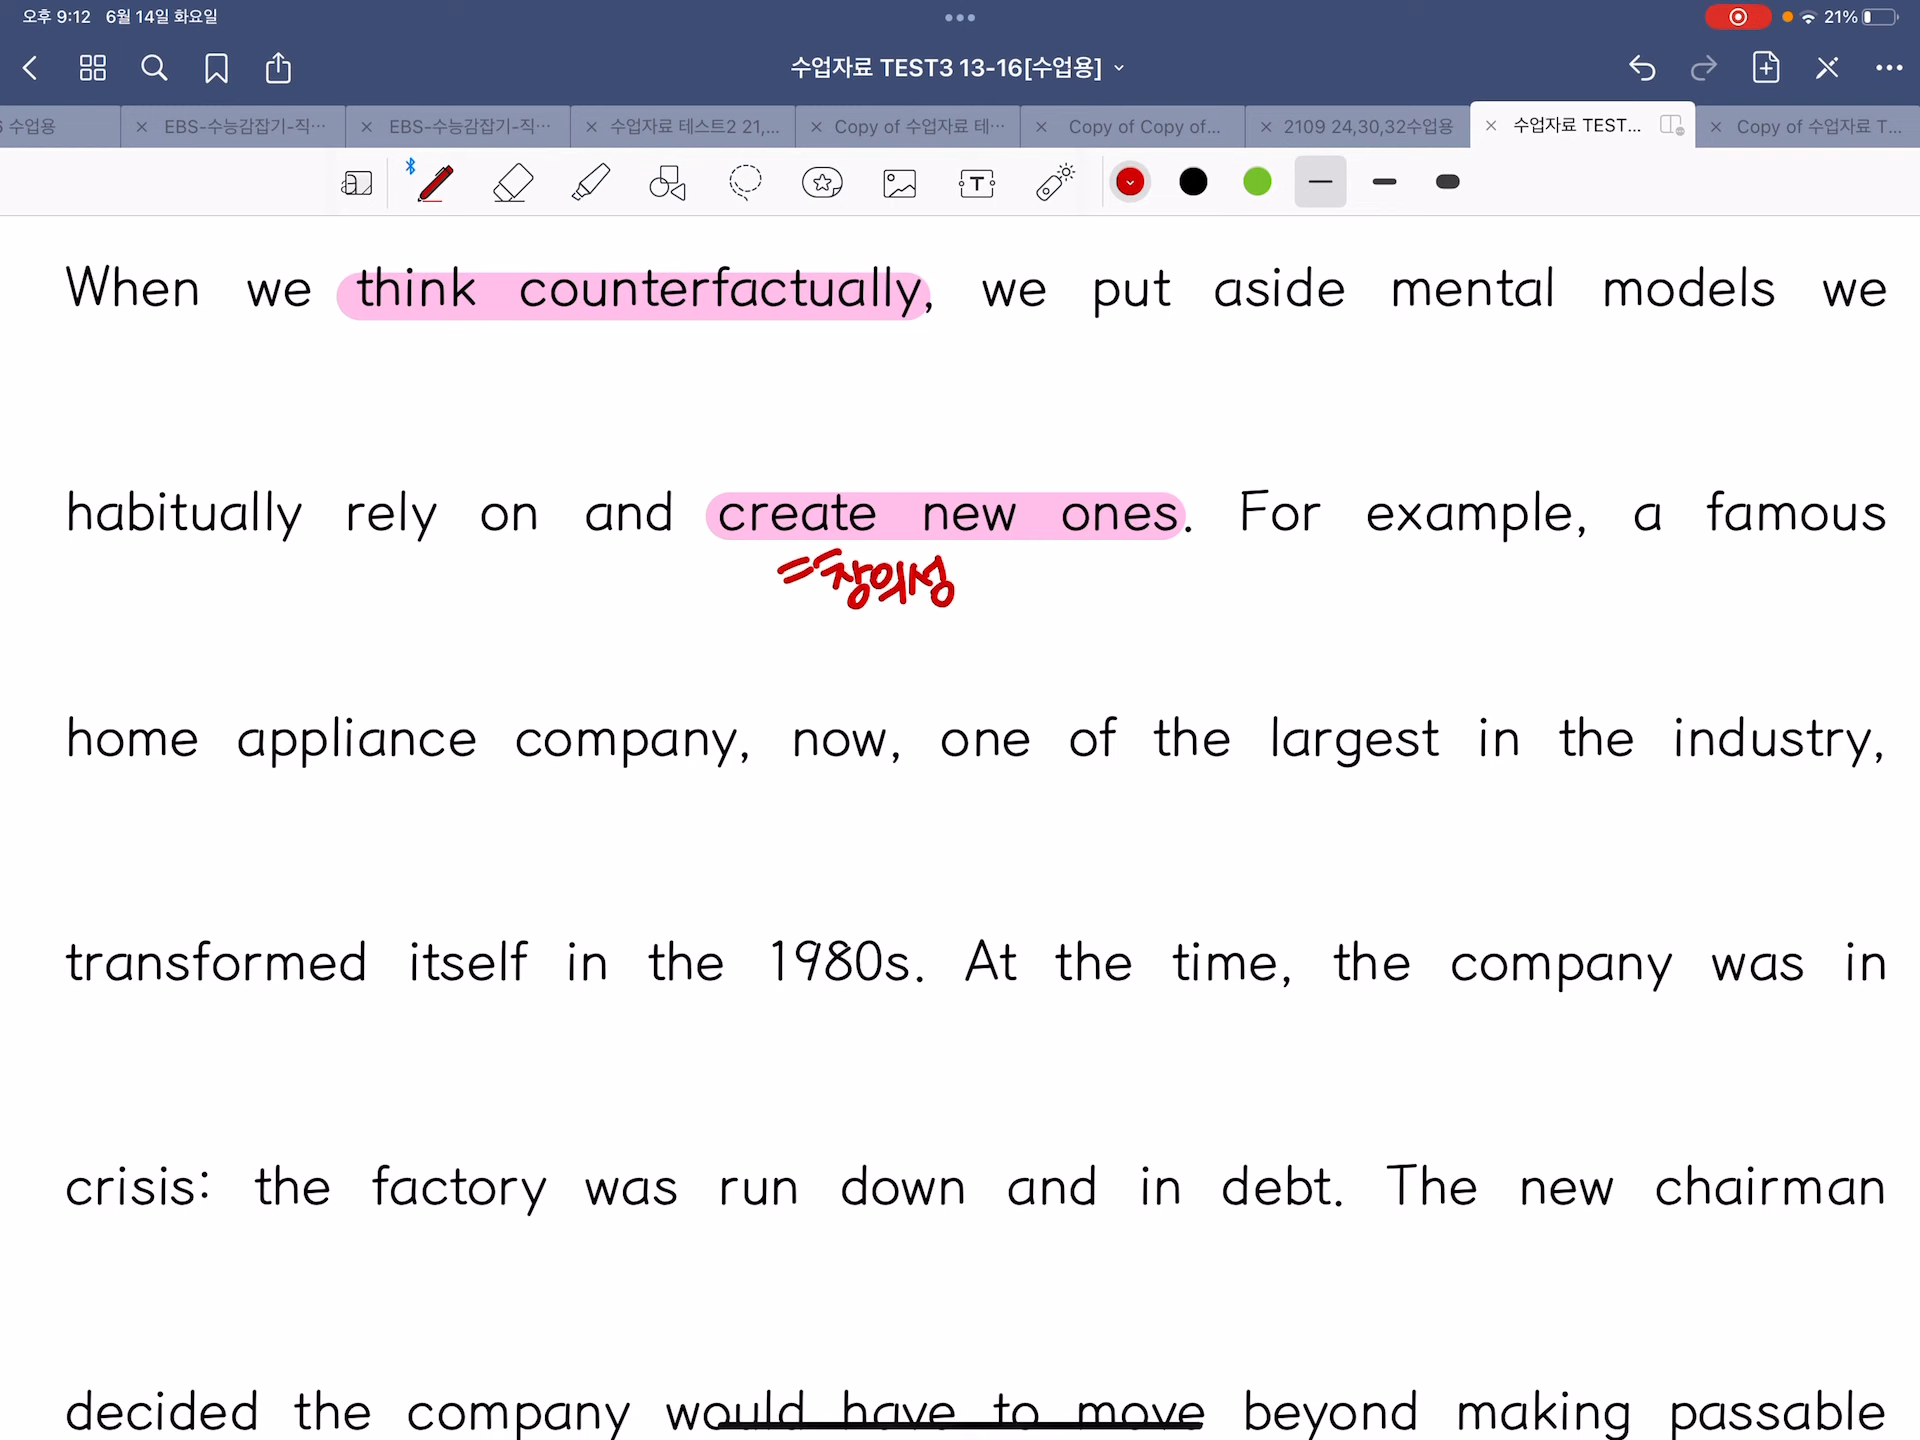 오후 9:12 6월 14일 화요일
21%
수업자료 TEST3 13-16[수업용]
6 수업용
EBS-수능감잡기-직···
EBS-수능감잡기-직···
수업자료 테스트2 21,...
Copy of 수업자료 테···
Copy of Copy of...
2109 24,30,32수업용
수업자료 TEST...
Copy of 수업자료 T...
When we think counterfactually, we put aside mental models we
habitually rely on and create new ones. For example, a famous
=창의성
home appliance company, now, one of the largest in the industry,
transformed itself in the 1980s. At the time, the company was in
crisis: the factory was run down and in debt. The new chairman
decided the company would have to move beyond making passable